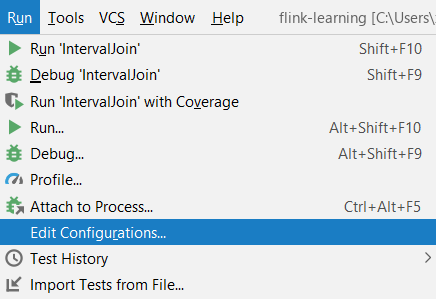 Run Tools VCS Window Help flink-learning [C:\Users\
Run 'IntervalJoin' Shift+F10
Debug 'IntervalJoin' Shift+F9
Run 'IntervalJoin' with Coverage
Run... Alt+Shift+F10
Debug... Alt+Shift+F9
Profile...
Attach to Process... Ctrl+Alt+F5
Edit Configurations...
Test History
Import Tests from File...